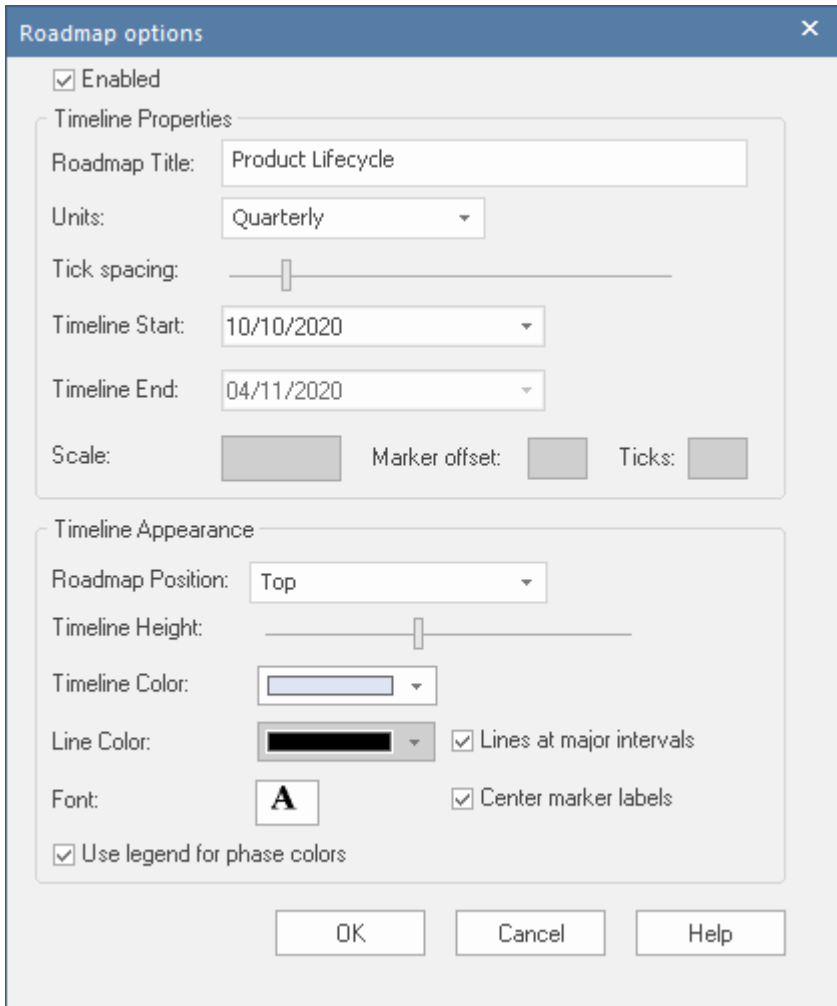 Roadmap options
Enabled
Timeline Properties
Roadmap Title: Product Lifecycle
Units: Quarterly
Tick spacing:
Timeline Start: 10/10/2020
Timeline End: 04/11/2020
Scale: Marker offset: Ticks:
Timeline Appearance
Roadmap Position: Top
Timeline Height:
Timeline Color:
Line Color: Lines at major intervals
Font: A Center marker labels
Use legend for phase colors
OK Cancel Help